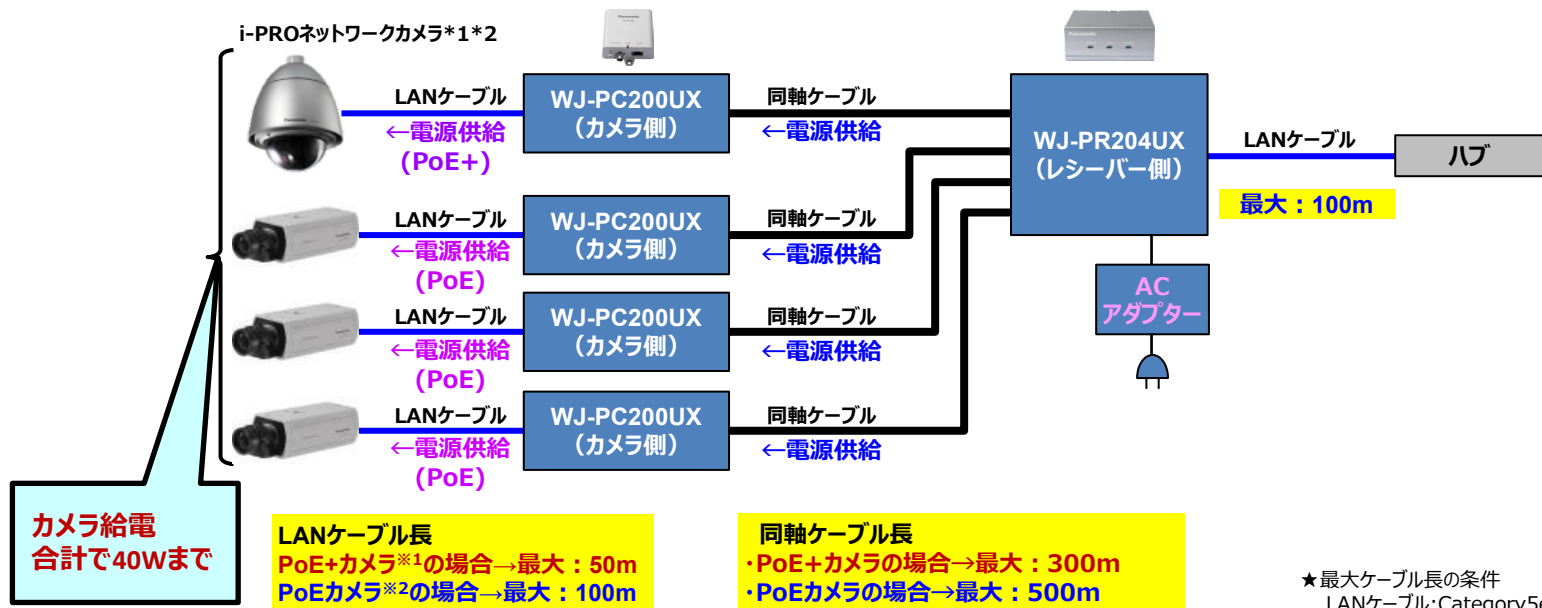 i-PROネットワークカメラ*1*2
LANケーブル
←電源供給
(PoE+)
WJ-PC200UX
（カメラ側）
同軸ケーブル
←電源供給
LANケーブル
←電源供給
(PoE)
WJ-PC200UX
（カメラ側）
同軸ケーブル
←電源供給
LANケーブル
←電源供給
(PoE)
WJ-PC200UX
（カメラ側）
同軸ケーブル
←電源供給
LANケーブル
←電源供給
(PoE)
WJ-PC200UX
（カメラ側）
同軸ケーブル
←電源供給
WJ-PR204UX
（レシーバー側）
LANケーブル
最大：100m
ハブ
AC
アダプター
カメラ給電
合計で40Wまで
LANケーブル長
PoE+カメラ※1の場合→最大：50m
PoEカメラ※2の場合→最大：100m
同軸ケーブル長
・PoE+カメラの場合→最大：300m
・PoEカメラの場合→最大：500m
★最大ケーブル長の条件
LANケーブル：Category5e